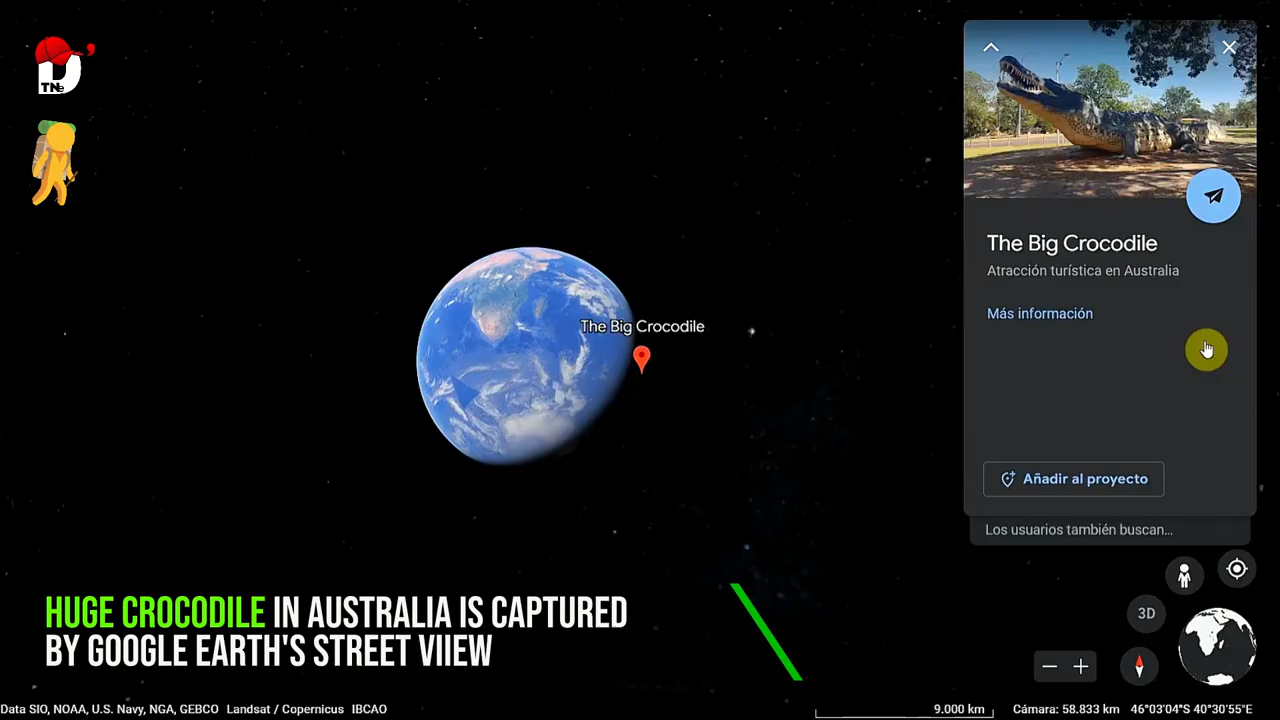 TNe
The Big Crocodile
The Big Crocodile
Atracción turística en Australia
Más información
Añadir al proyecto
Los usuarios también buscan...
3D
HUGE CROCODILE IN AUSTRALIA IS CAPTURED
BY GOOGLE EARTH'S STREET VIIEW
Data SIO, NOAA, U.S. Navy, NGA, GEBCO Landsat / Copernicus IBCAO
9.000 km Cámara: 58.833 km 46°03'04"S 40°30'55"E